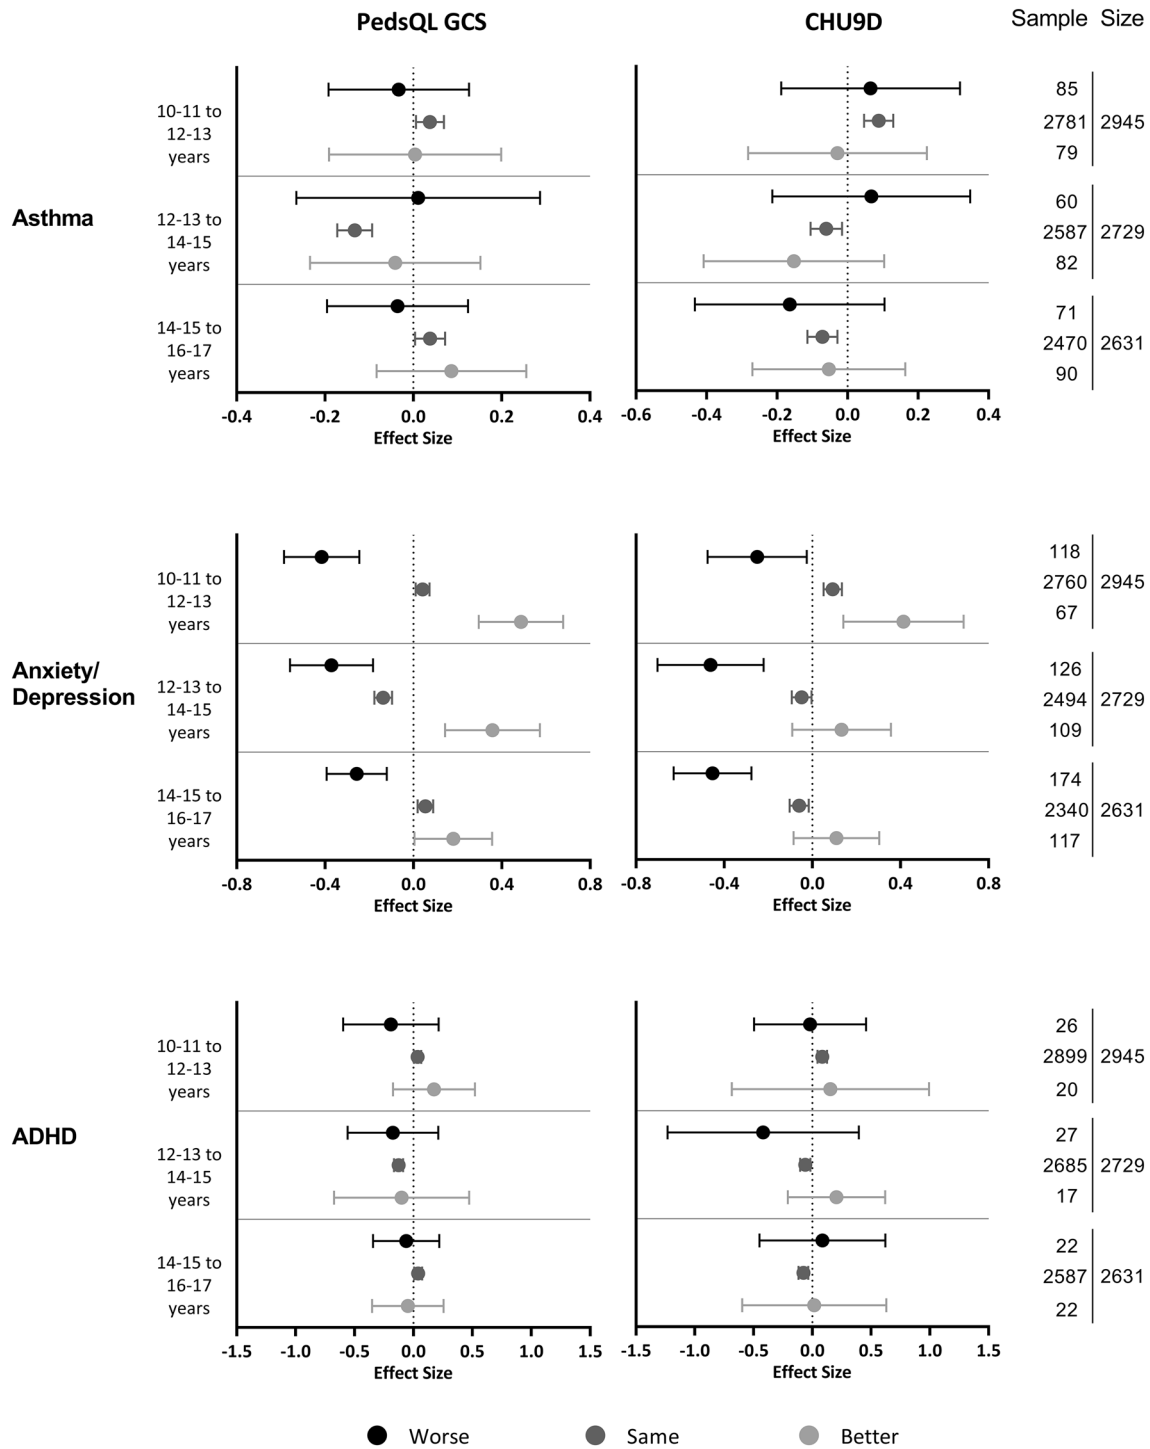 PedsQL GCS CHU9D Sample Size
Asthma
10-11 to
12-13
years
85
2781 2945
79
12-13 to
14-15
years
60
2587 2729
82
14-15 to
16-17
years
71
2470 2631
90
-0.4 -0.2 0.0 0.2 0.4
Effect Size
-0.6 -0.4 -0.2 0.0 0.2 0.4
Effect Size
Anxiety/
Depression
10-11 to
12-13
years
118
2760 2945
67
12-13 to
14-15
years
126
2494 2729
109
14-15 to
16-17
years
174
2340 2631
117
-0.8 -0.4 0.0 0.4 0.8
Effect Size
-0.8 -0.4 0.0 0.4 0.8
Effect Size
ADHD
10-11 to
12-13
years
26
2899 2945
20
12-13 to
14-15
years
27
2685 2729
17
14-15 to
16-17
years
22
2587 2631
22
-1.5 -1.0 -0.5 0.0 0.5 1.0 1.5
Effect Size
-1.5 -1.0 -0.5 0.0 0.5 1.0 1.5
Effect Size
Worse Same Better